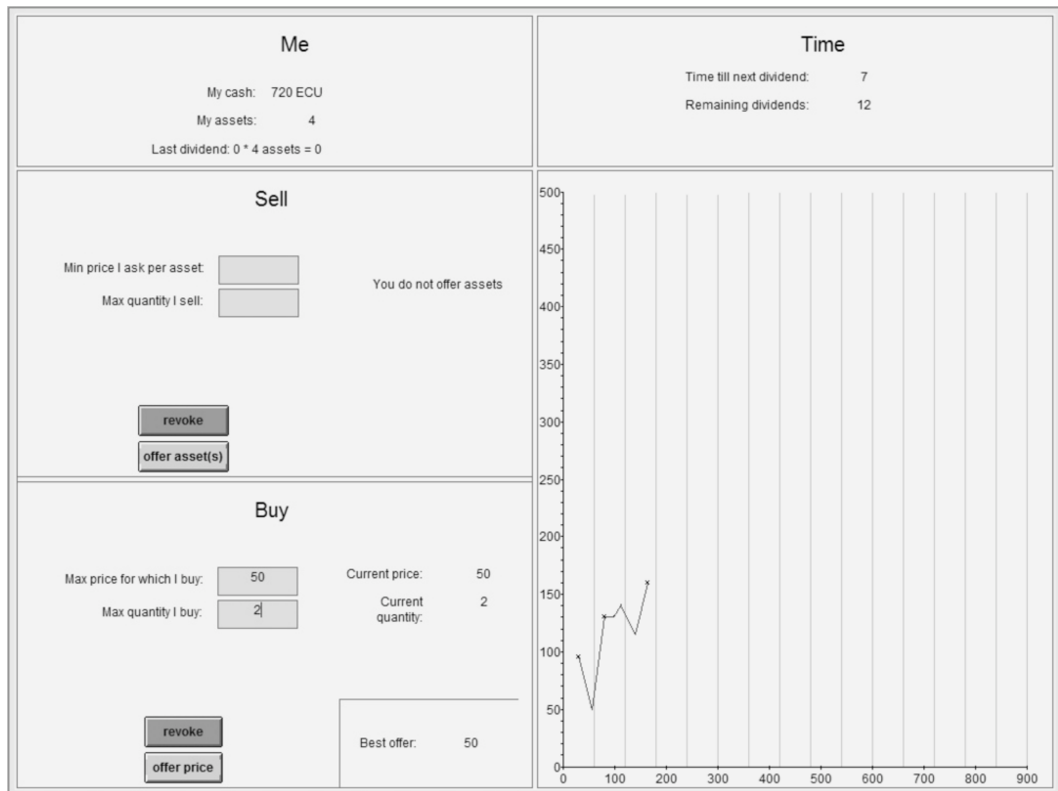 Me
My cash: 720 ECU
My assets: 4
Last dividend: 0 * 4 assets = 0
Time
Time till next dividend: 7
Remaining dividends: 12
Sell
Min price I ask per asset:
Max quantity I sell:
You do not offer assets
revoke
offer asset(s)
Buy
Max price for which I buy: 50
Max quantity I buy: 2
Current price: 50
Current quantity: 2
revoke
offer price
Best offer: 50
500
450
400
350
300
250
200
150
100
50
0
0 100 200 300 400 500 600 700 800 900